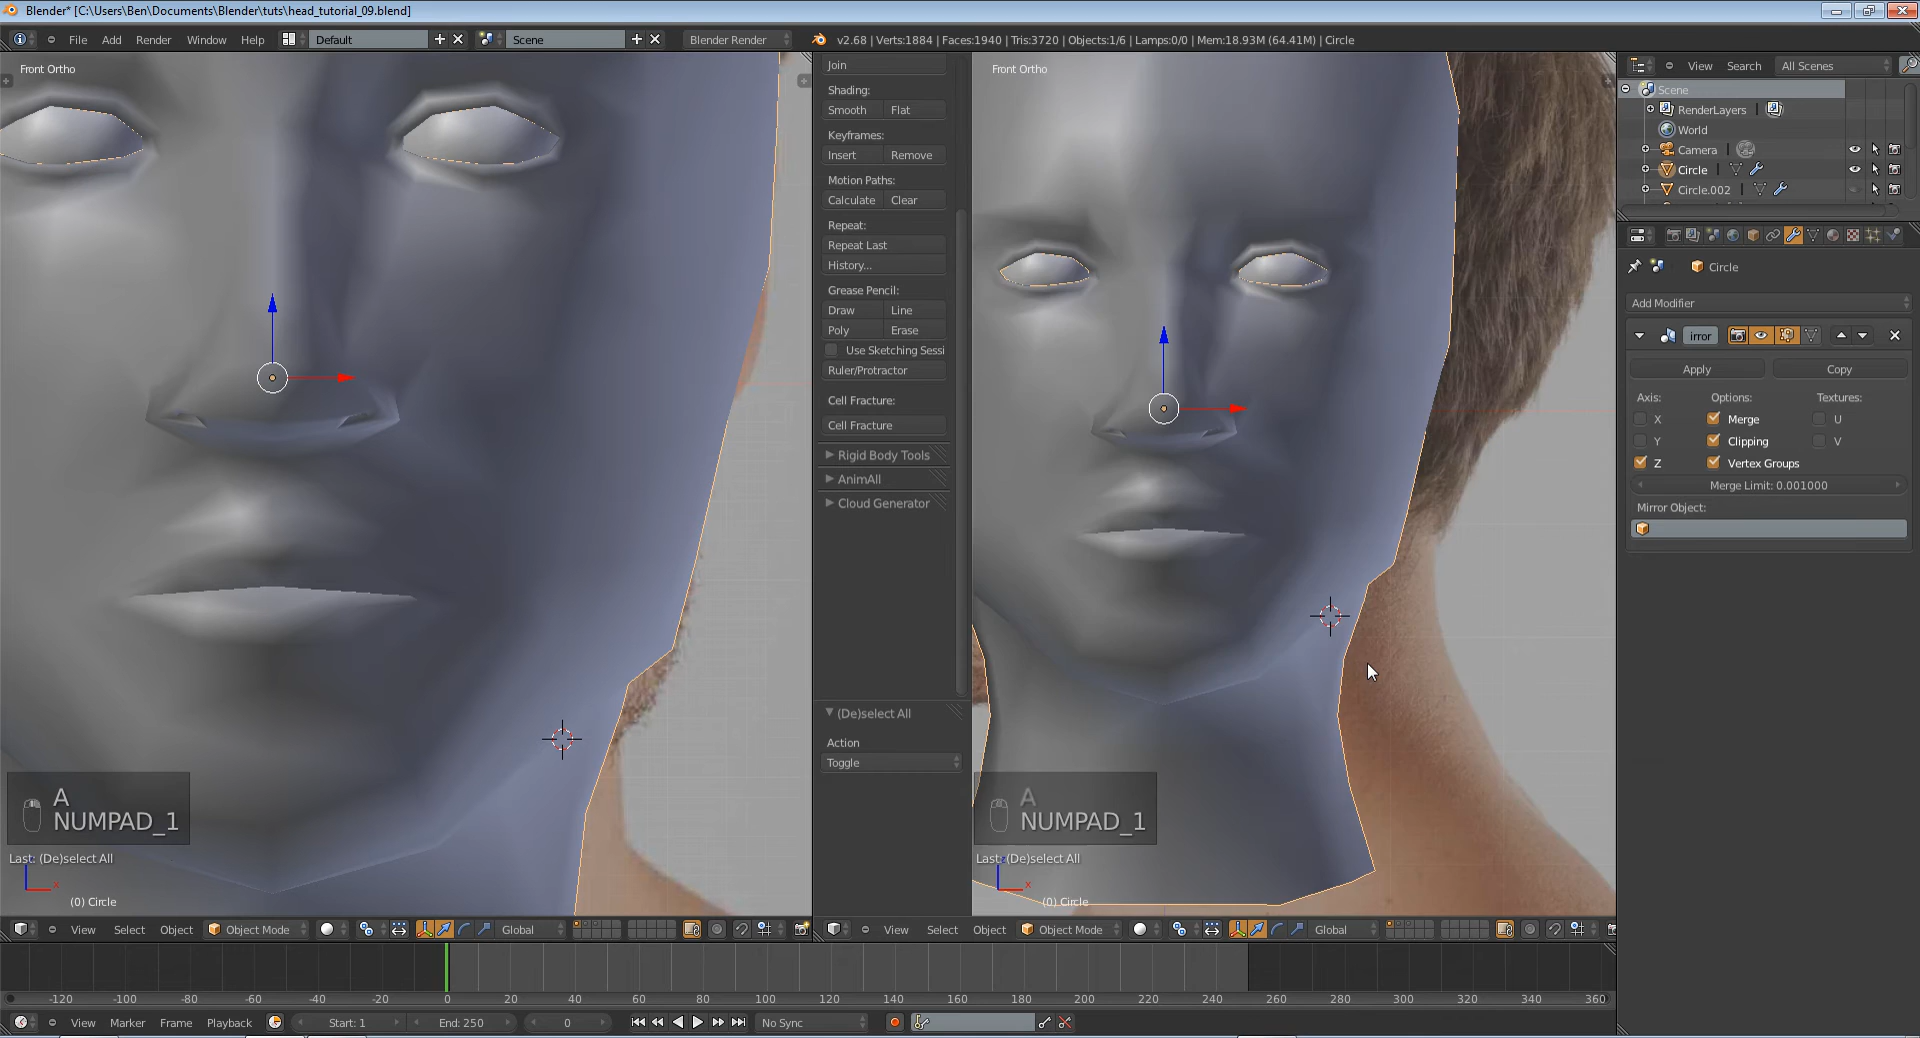 Blender* [C:\Users\Ben\Documents\Blender\tuts\head_tutorial_09.blend]
File Add Render Window Help Default Scene Blender Render v2.68 | Verts:1884 | Faces:1940 | Tris:3720 | Objects:1/6 | Lamps:0/0 | Mem:18.93M (64.41M) | Circle
Front Ortho
Join
Shading:
Smooth Flat
Keyframes:
Insert Remove
Motion Paths:
Calculate Clear
Repeat:
Repeat Last
History...
Grease Pencil:
Draw Line
Poly Erase
Use Sketching Sessi
Ruler/Protractor
Cell Fracture:
Cell Fracture
Rigid Body Tools
AnimAll
Cloud Generator
(De)select All
Action
Toggle
Front Ortho
View Search All Scenes
Scene
RenderLayers
World
Camera
Circle
Circle.002
Circle
Add Modifier
irror
Apply Copy
Axis: Options: Textures:
X Merge U
Y Clipping V
Z Vertex Groups
Merge Limit: 0.001000
Mirror Object:
A
NUMPAD_1
Last: (De)select All
x
(0) Circle
A
NUMPAD_1
Last: (De)select All
x
(0) Circle
View Select Object Object Mode Global
View Select Object Object Mode Global
-120 -100 -80 -60 -40 -20 0 20 40 60 80 100 120 140 160 180 200 220 240 260 280 300 320 340 360
View Marker Frame Playback Start: 1 End: 250 0 No Sync